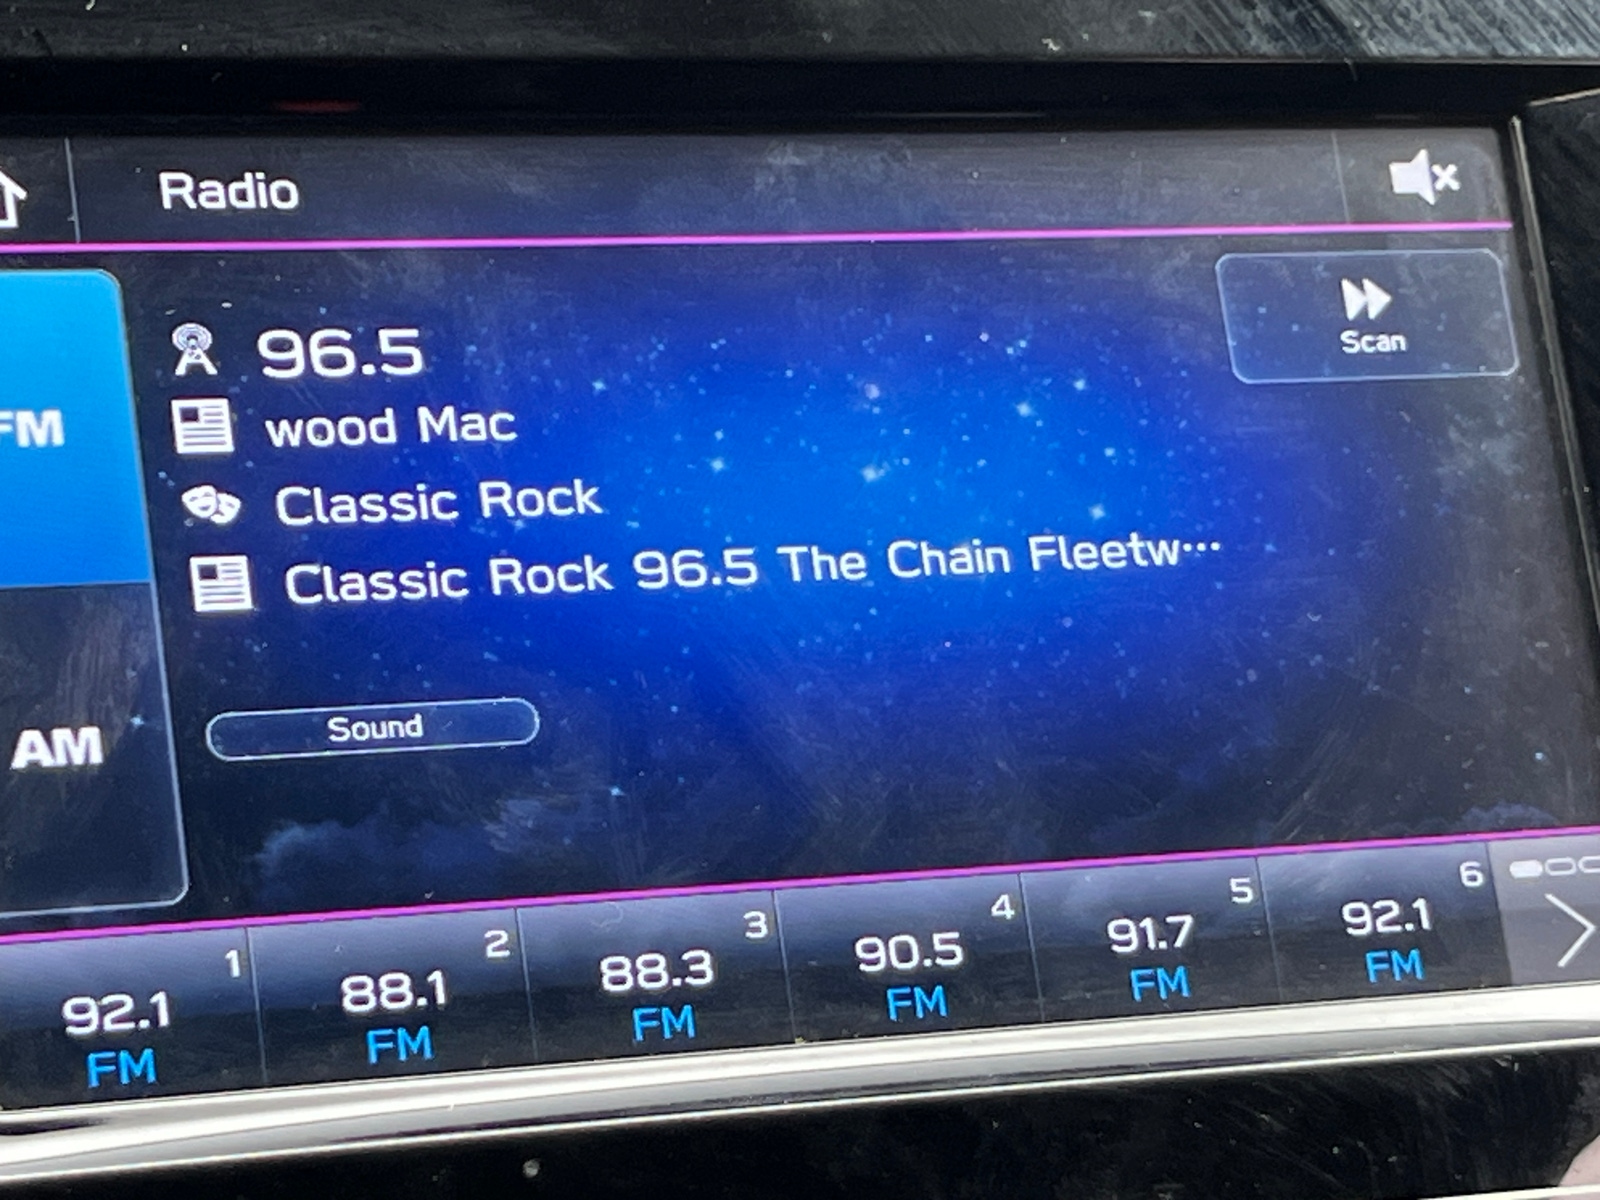 Radio
96.5
Scan
FM
wood Mac
Classic Rock
Classic Rock 96.5 The Chain Fleetw...
Sound
AM
1
92.1
FM
2
88.1
FM
3
88.3
FM
4
90.5
FM
5
91.7
FM
6
92.1
FM